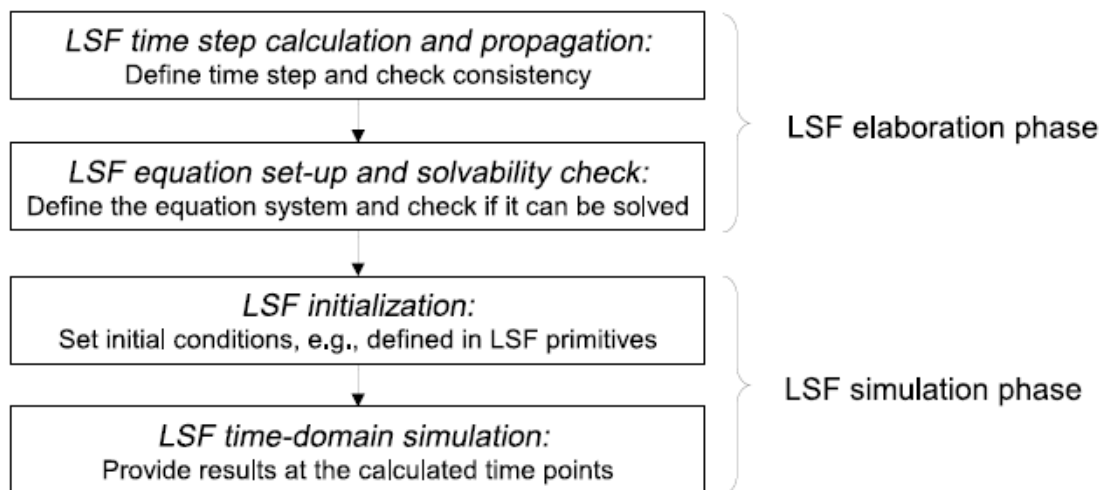 LSF time step calculation and propagation:
Define time step and check consistency
LSF elaboration phase
LSF equation set-up and solvability check:
Define the equation system and check if it can be solved
LSF initialization:
Set initial conditions, e.g., defined in LSF primitives
LSF simulation phase
LSF time-domain simulation:
Provide results at the calculated time points